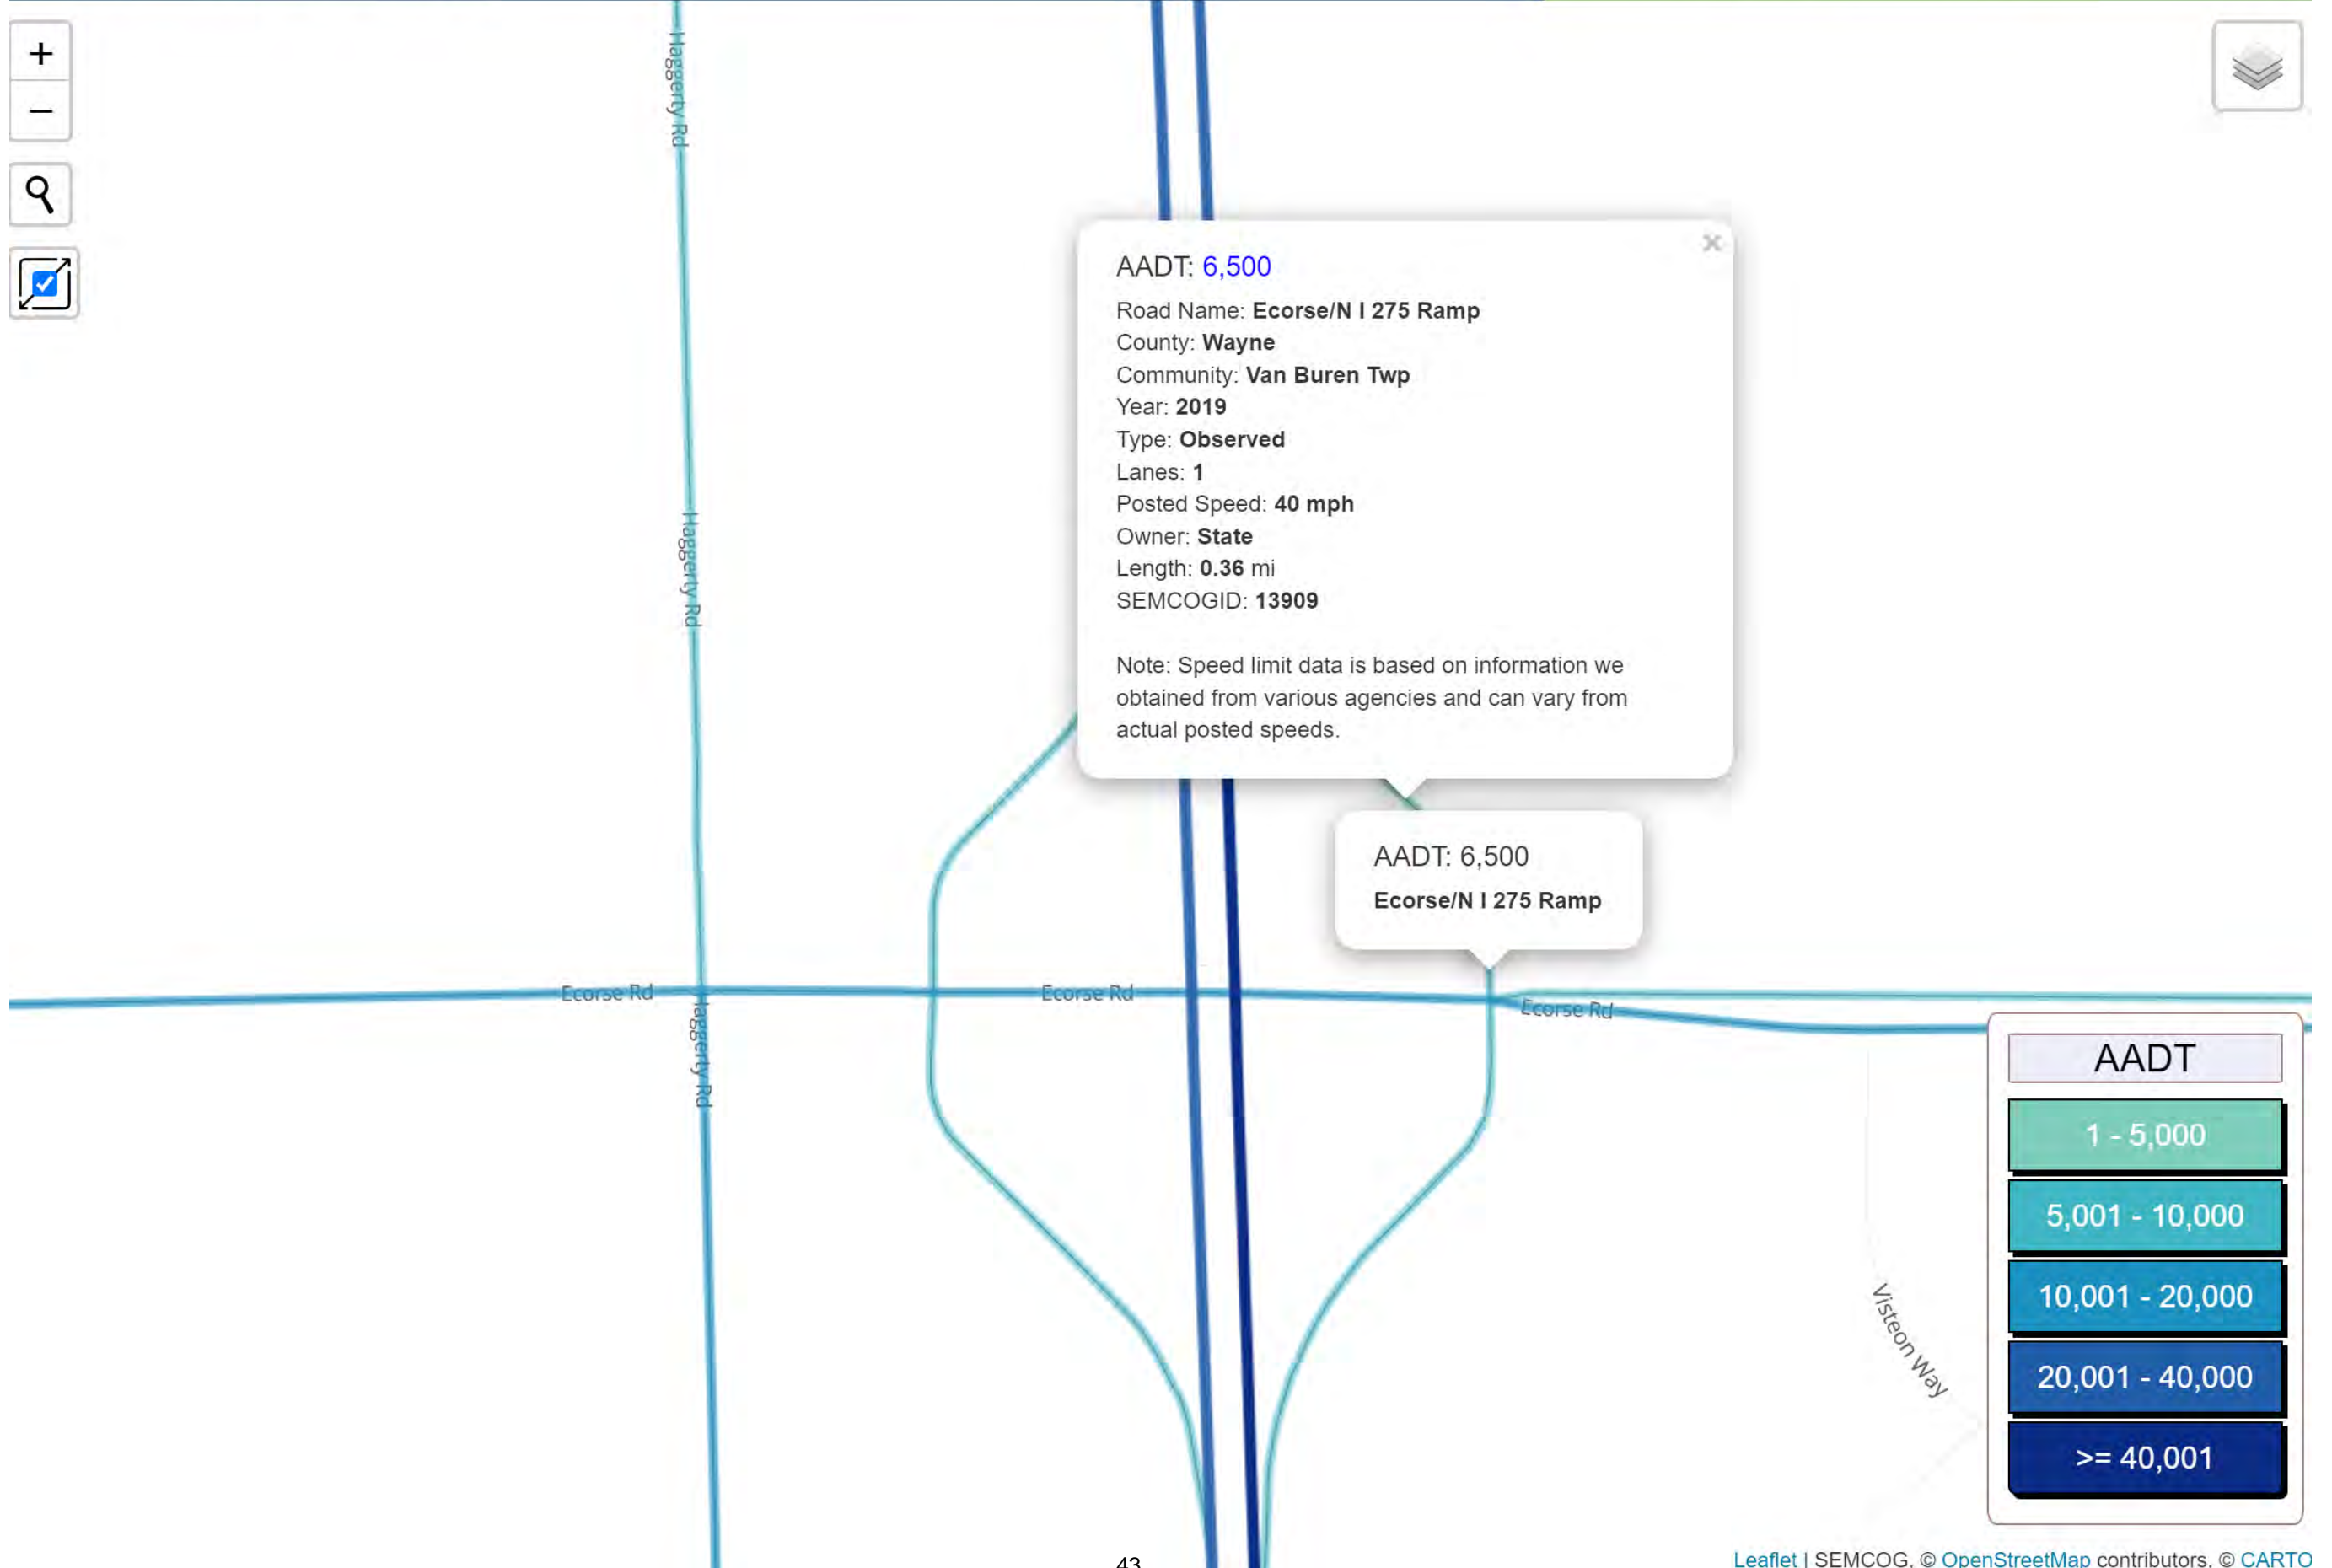 +
−
Haggerty Rd
AADT: 6,500
Road Name: Ecorse/N I 275 Ramp
County: Wayne
Community: Van Buren Twp
Year: 2019
Type: Observed
Lanes: 1
Posted Speed: 40 mph
Owner: State
Length: 0.36 mi
SEMCOGID: 13909
Note: Speed limit data is based on information we
obtained from various agencies and can vary from
actual posted speeds.
Haggerty Rd
AADT: 6,500
Ecorse/N I 275 Ramp
Ecorse Rd
Ecorse Rd
Ecorse Rd
Haggerty Rd
Visteon Way
AADT
1 - 5,000
5,001 - 10,000
10,001 - 20,000
20,001 - 40,000
>= 40,001
43
Leaflet | SEMCOG, © OpenStreetMap contributors, © CARTO